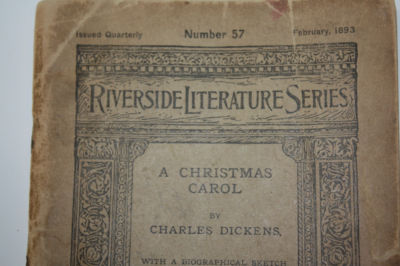 Issued Quarterly Number 57 February, 1893
RIVERSIDE LITERATURE SERIES
A CHRISTMAS
CAROL
BY
CHARLES DICKENS,
WITH A BIOGRAPHICAL SKETCH